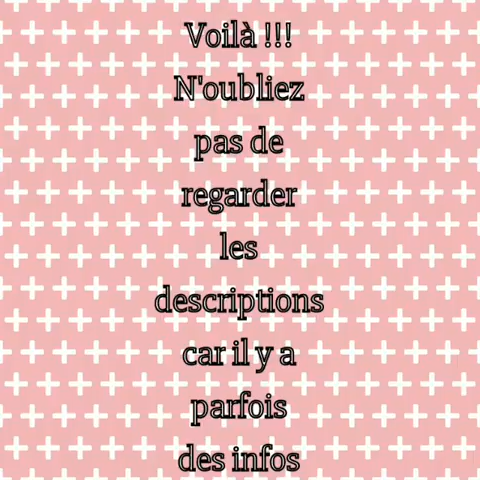 Voilà !!!
N'oubliez
pas de
regarder
les
descriptions
car il y a
parfois
des infos